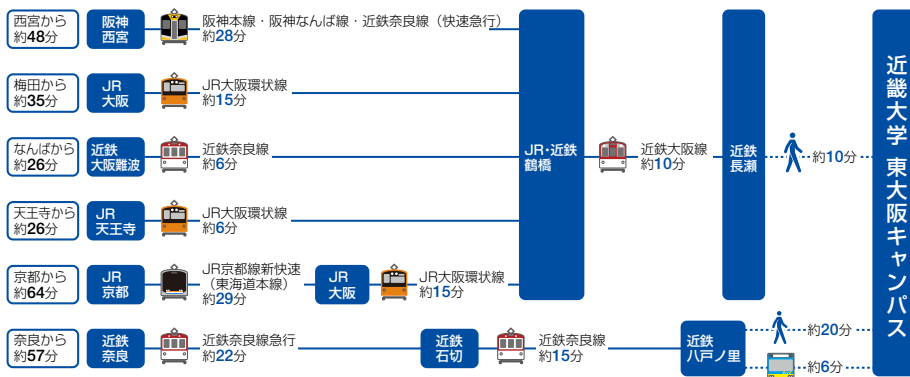 西宮から
約48分
阪神
西宮
阪神本線・阪神なんば線・近鉄奈良線（快速急行）
約28分
梅田から
約35分
JR
大阪
JR大阪環状線
約15分
なんばから
約26分
近鉄
大阪難波
近鉄奈良線
約6分
天王寺から
約26分
JR
天王寺
JR大阪環状線
約6分
京都から
約64分
JR
京都
JR京都線新快速
（東海道本線）
約29分
JR
大阪
JR大阪環状線
約15分
JR・近鉄
鶴橋
近鉄大阪線
約10分
近鉄
長瀬
約10分
奈良から
約57分
近鉄
奈良
近鉄奈良線急行
約22分
近鉄
石切
近鉄奈良線
約15分
近鉄
八戸ノ里
約20分
約6分
近畿大学 東大阪キャンパス